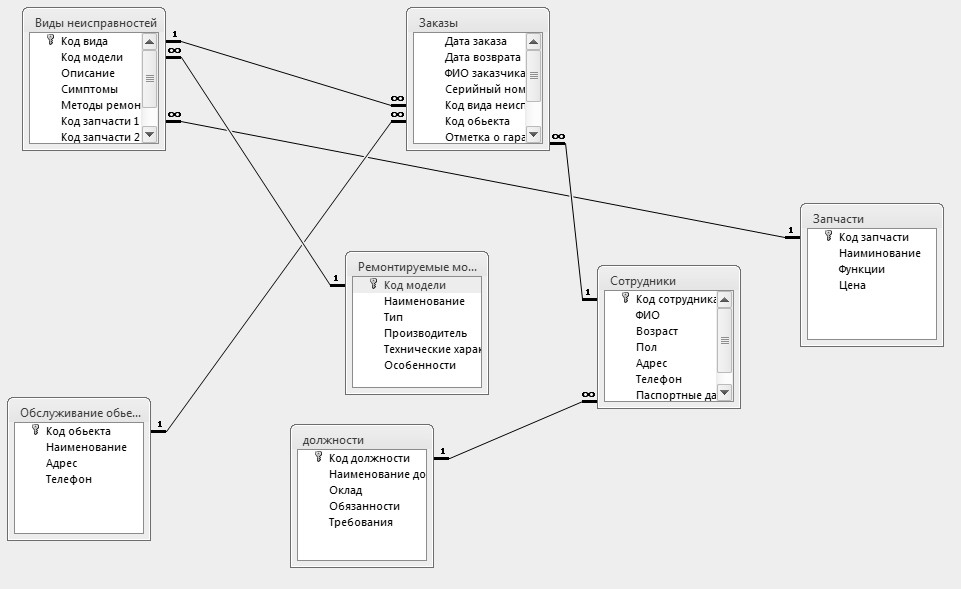 Виды неисправностей
Код вида
Код модели
Описание
Симптомы
Методы ремон
Код запчасти 1
Код запчасти 2
1
∞
∞
Заказы
Дата заказа
Дата возврата
ФИО заказчика
Серийный ном
Код вида неисп
Код обьекта
Отметка о гара
∞
∞
∞
Запчасти
Код запчасти
Наиминование
Функции
Цена
1
Ремонтируемые мо...
Код модели
Наименование
Тип
Производитель
Технические харак
Особенности
1
Сотрудники
Код сотрудника
ФИО
Возраст
Пол
Адрес
Телефон
Паспортные да
1
∞
Обслуживание обье...
Код обьекта
Наименование
Адрес
Телефон
1
должности
Код должности
Наименование до
Оклад
Обязанности
Требования
1